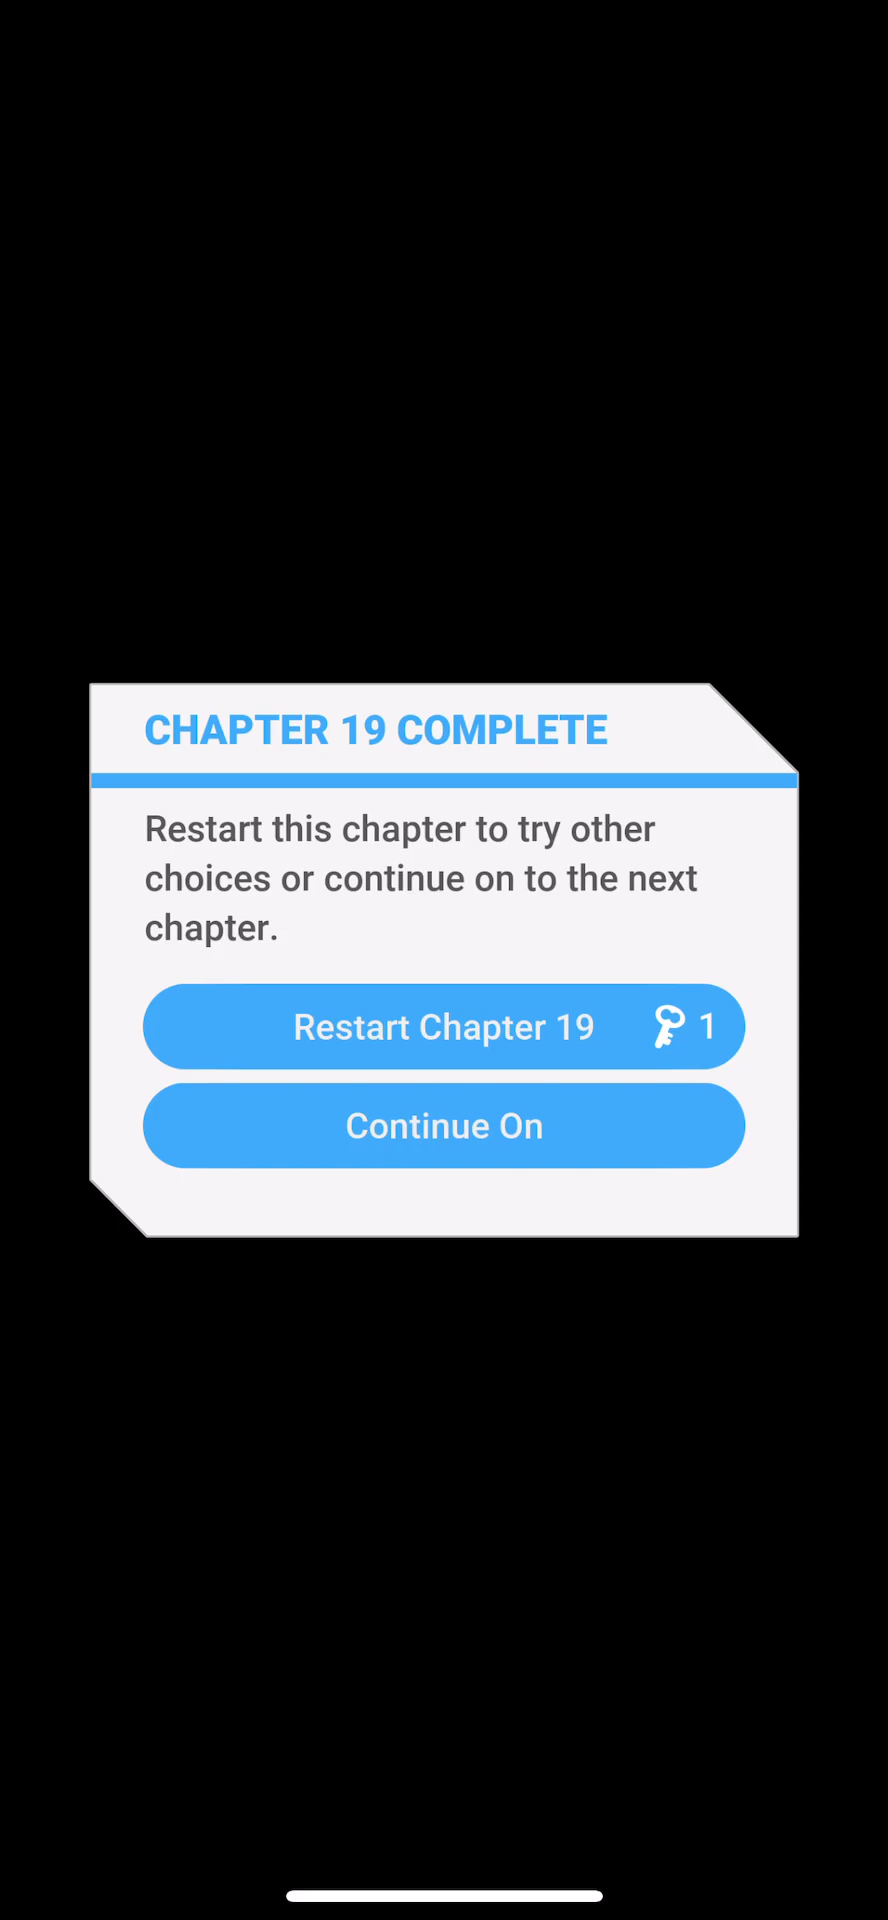 CHAPTER 19 COMPLETE
Restart this chapter to try other
choices or continue on to the next
chapter.
Restart Chapter 19 1
Continue On